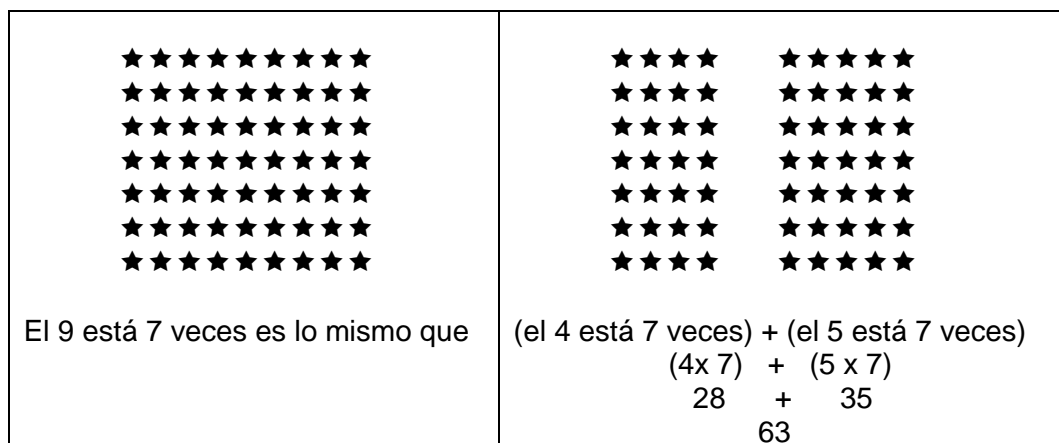 El 9 está 7 veces es lo mismo que
(el 4 está 7 veces) + (el 5 está 7 veces)
(4x 7) + (5 x 7)
28 + 35
63